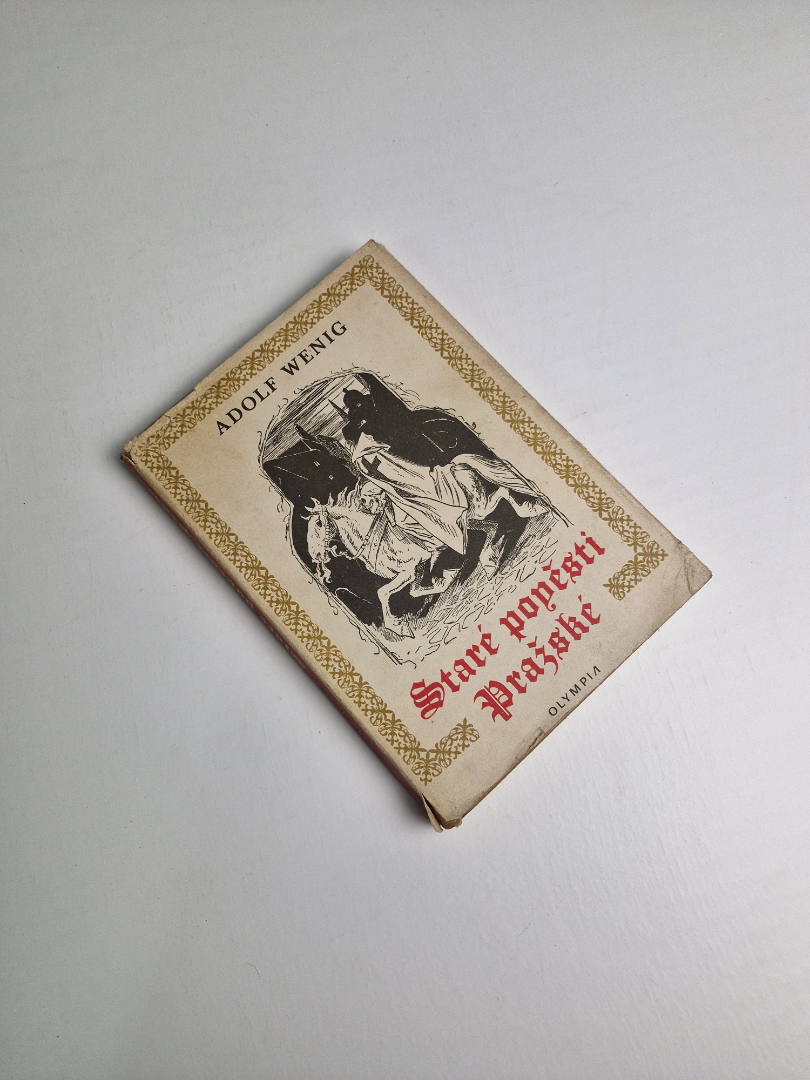 ADOLF WENIG
Staré pověsti
Pražské
OLYMPIA